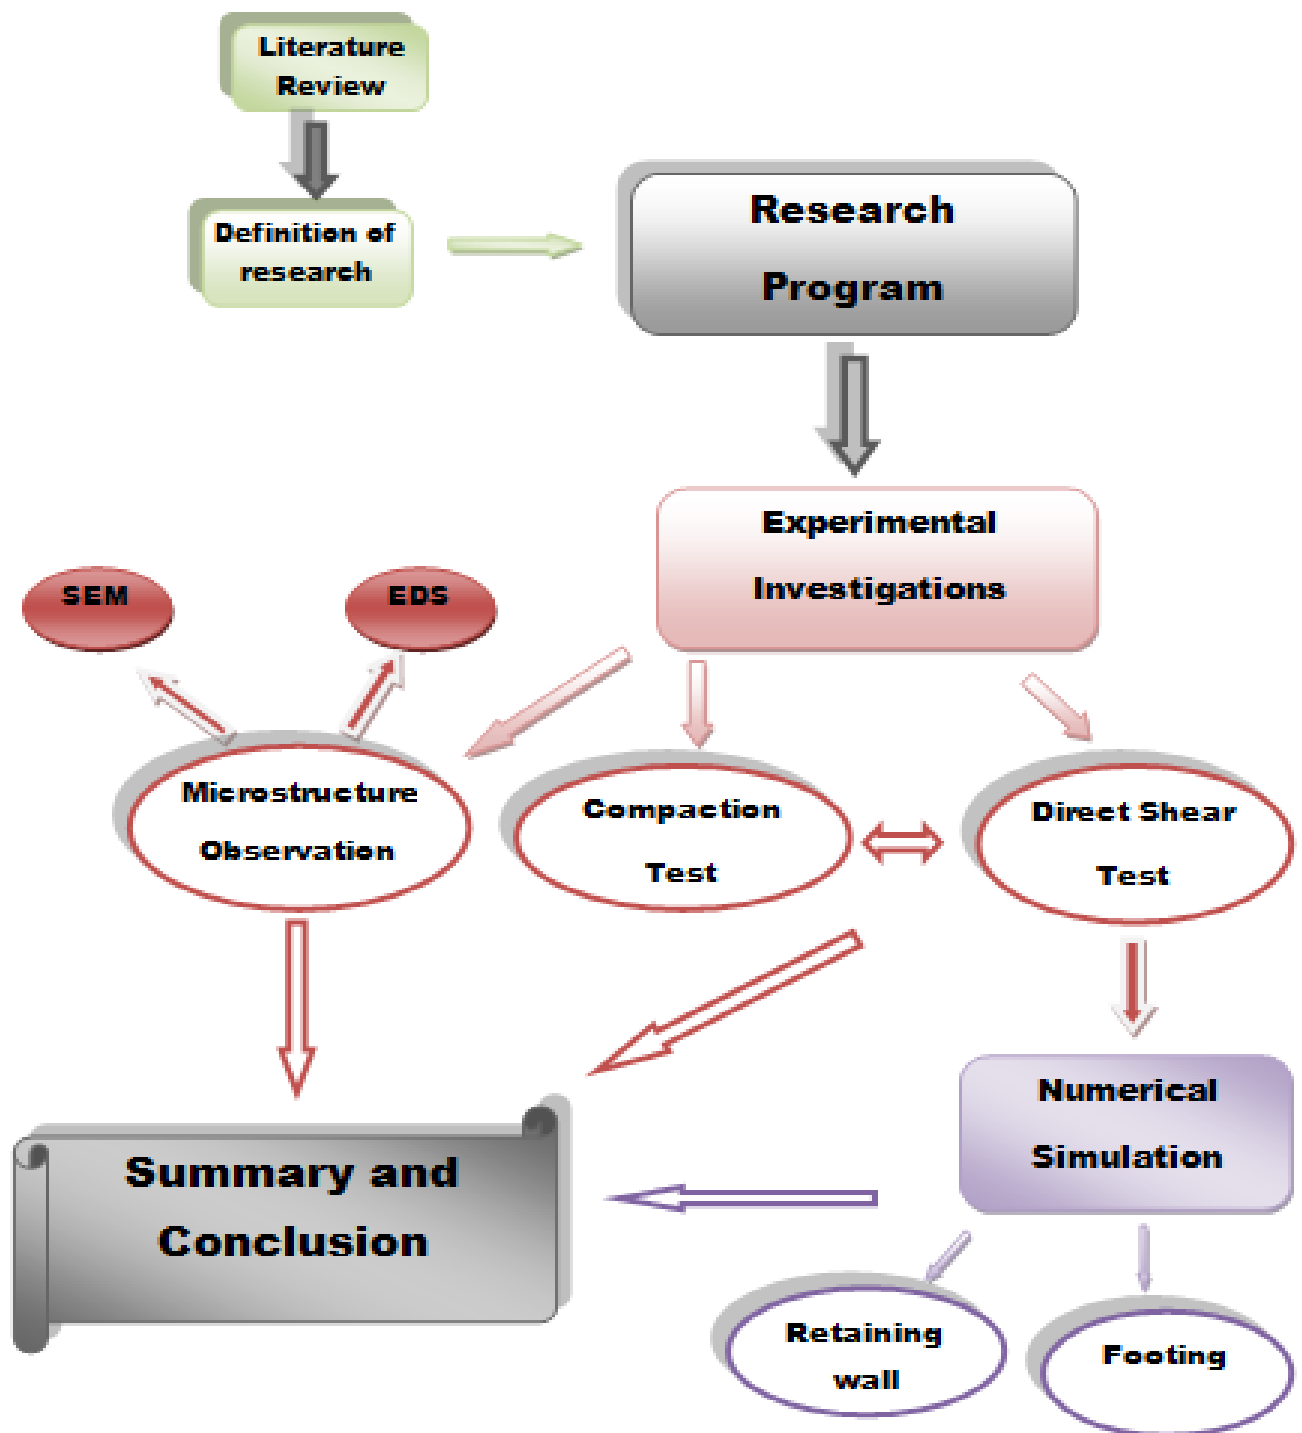 Literature
Review
Definition of
research
Research
Program
Experimental
Investigations
SEM
EDS
Microstructure
Observation
Compaction
Test
Direct Shear
Test
Numerical
Simulation
Summary and
Conclusion
Retaining
wall
Footing